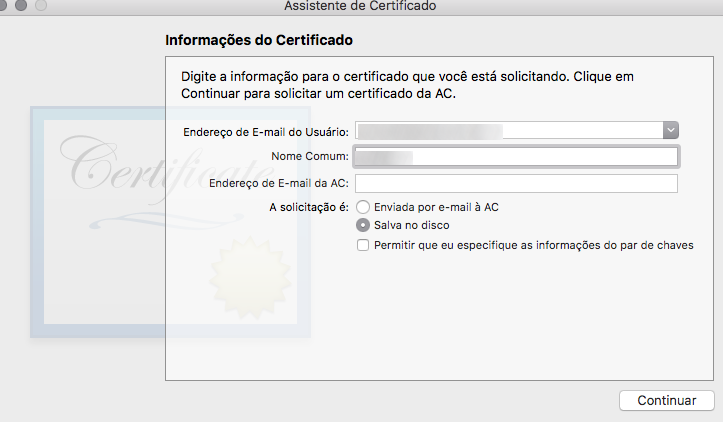 Assistente de Certificado
Informações do Certificado
Digite a informação para o certificado que você está solicitando. Clique em
Continuar para solicitar um certificado da AC.
Endereço de E-mail do Usuário:
Nome Comum:
Endereço de E-mail da AC:
A solicitação é: Enviada por e-mail à AC
Salva no disco
Permitir que eu especifique as informações do par de chaves
Certificate
Continuar